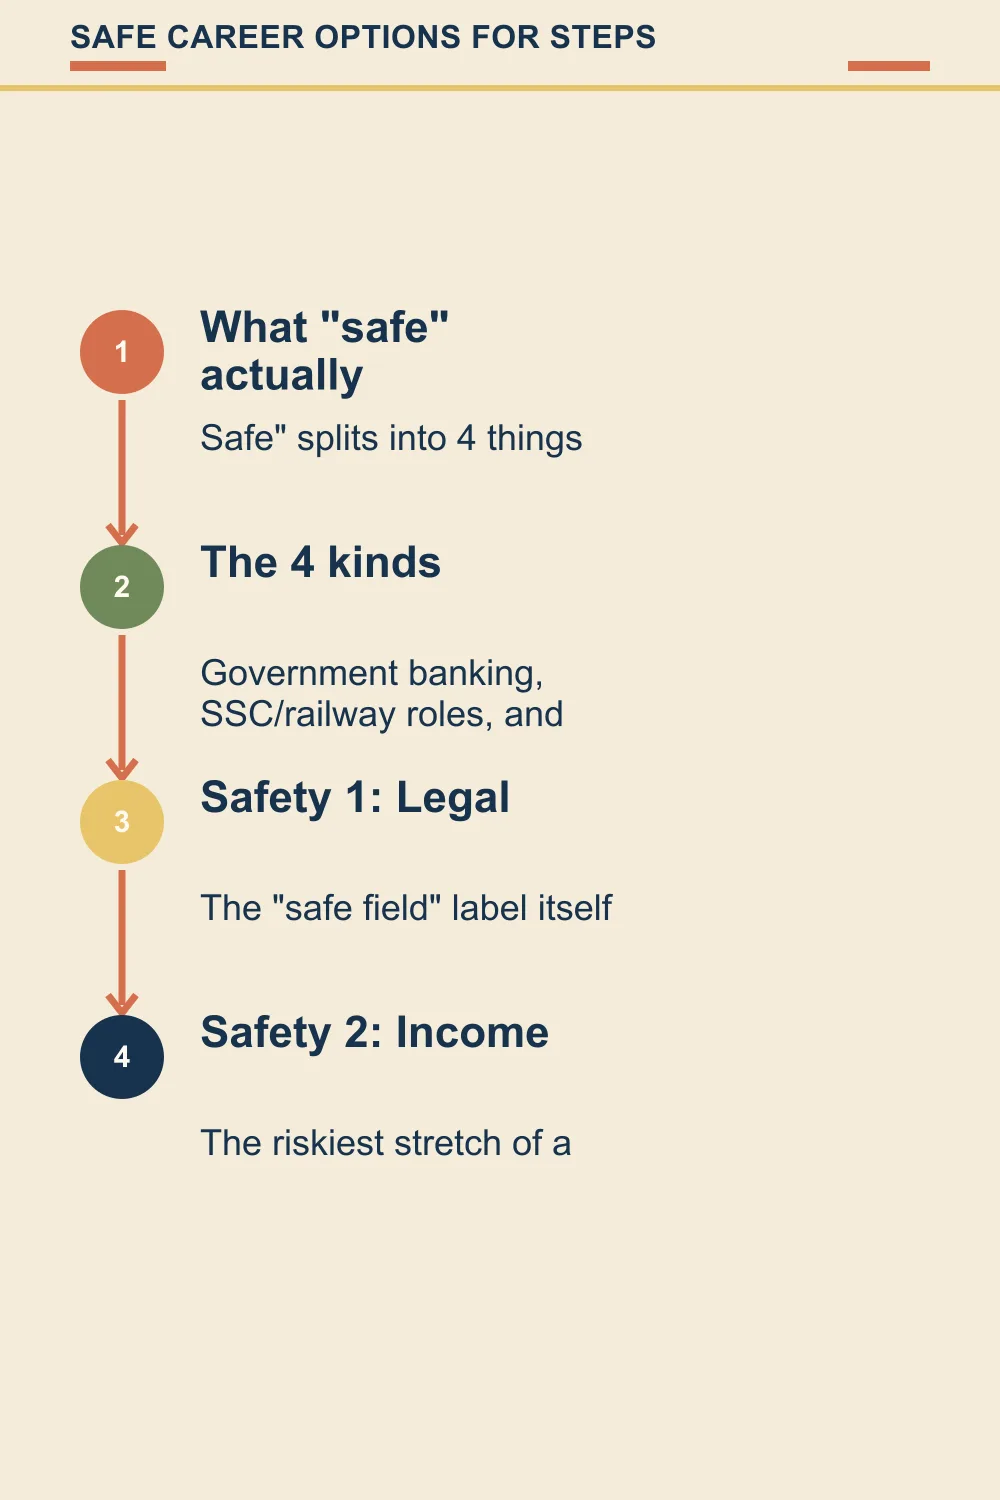 SAFE CAREER OPTIONS FOR STEPS
1
What "safe"
actually
Safe" splits into 4 things
2
The 4 kinds
Government banking,
SSC/railway roles, and
3
Safety 1: Legal
The "safe field" label itself
4
Safety 2: Income
The riskiest stretch of a